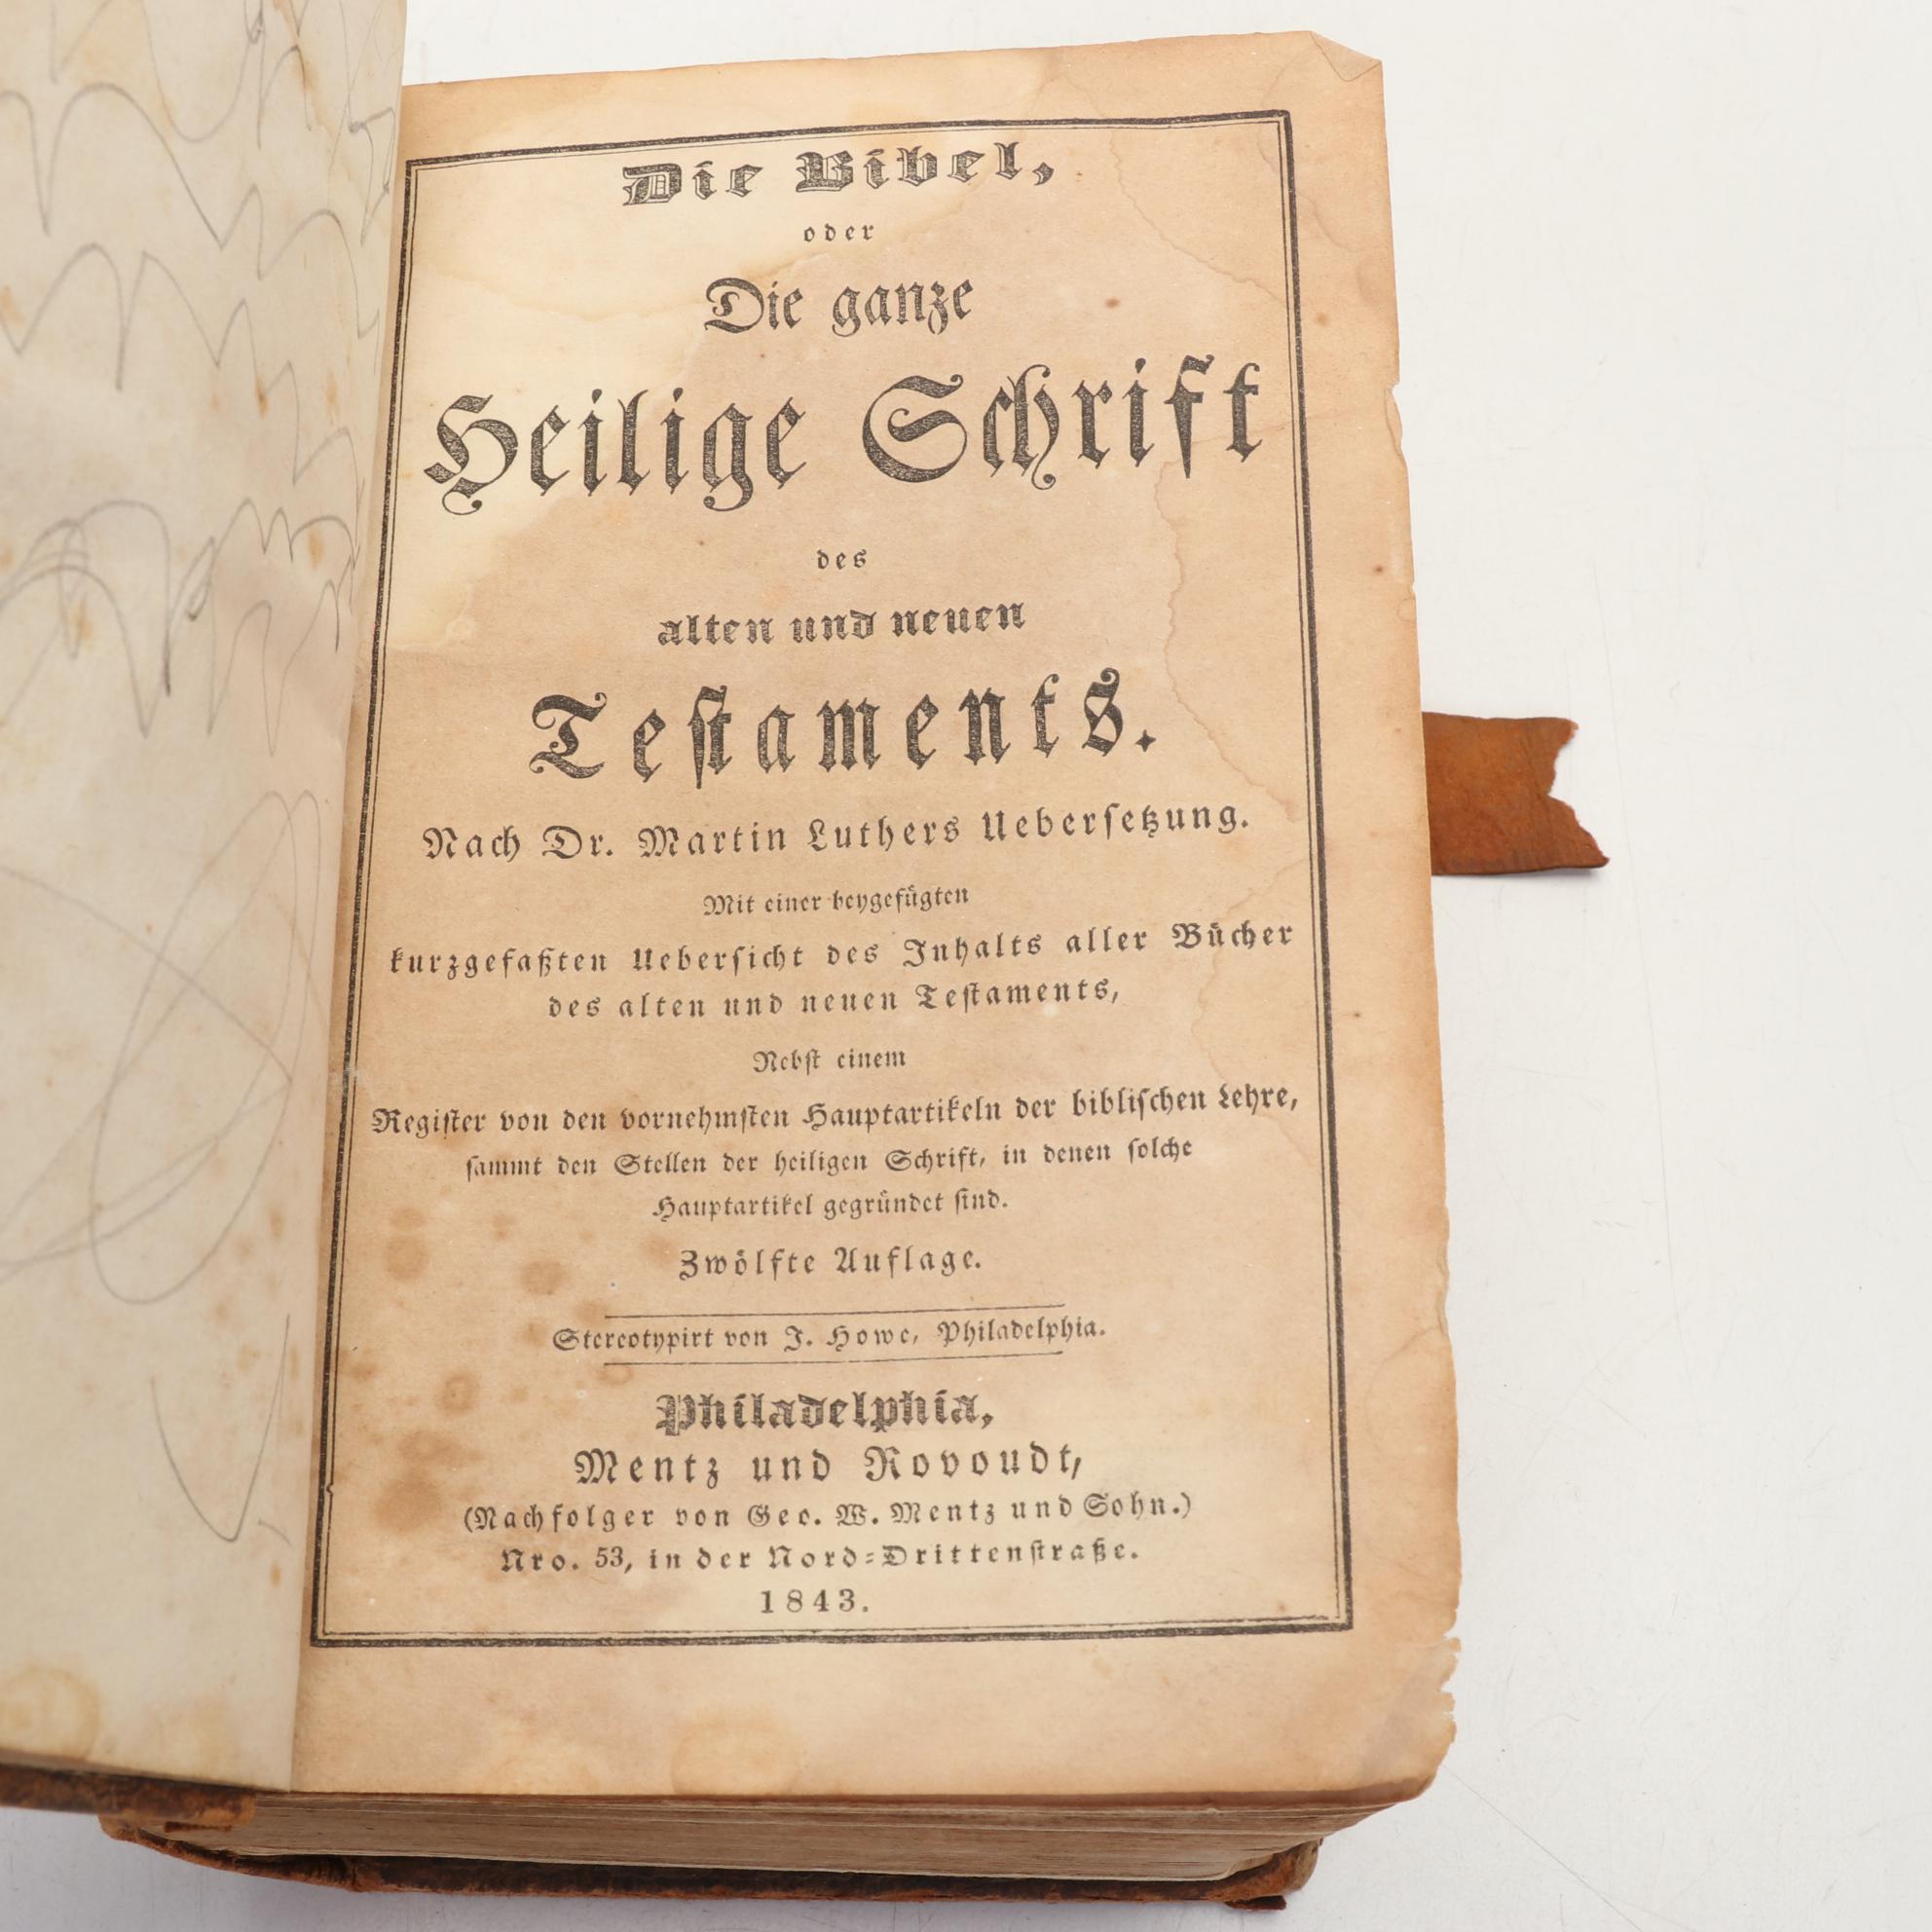 Die Bibel,
oder
Die ganze
Heilige Schrift
des
alten und neuen
Testaments.
Nach Dr. Martin Luthers Uebersetzung.
Mit einer beygefügten
kurzgefaßten Uebersicht des Inhalts aller Bücher
des alten und neuen Testaments,
Nebst einem
Register von den vornehmsten Hauptartikeln der biblischen Lehre,
sammt den Stellen der heiligen Schrift, in denen solche
Hauptartikel gegründet sind.
Zwölfte Auflage.
Stereotypirt von J. Howe, Philadelphia.
Philadelphia,
Mentz und Rovoudt,
(Nachfolger von Geo. W. Mentz und Sohn.)
Nro. 53, in der Nord=Drittenstraße.
1843.